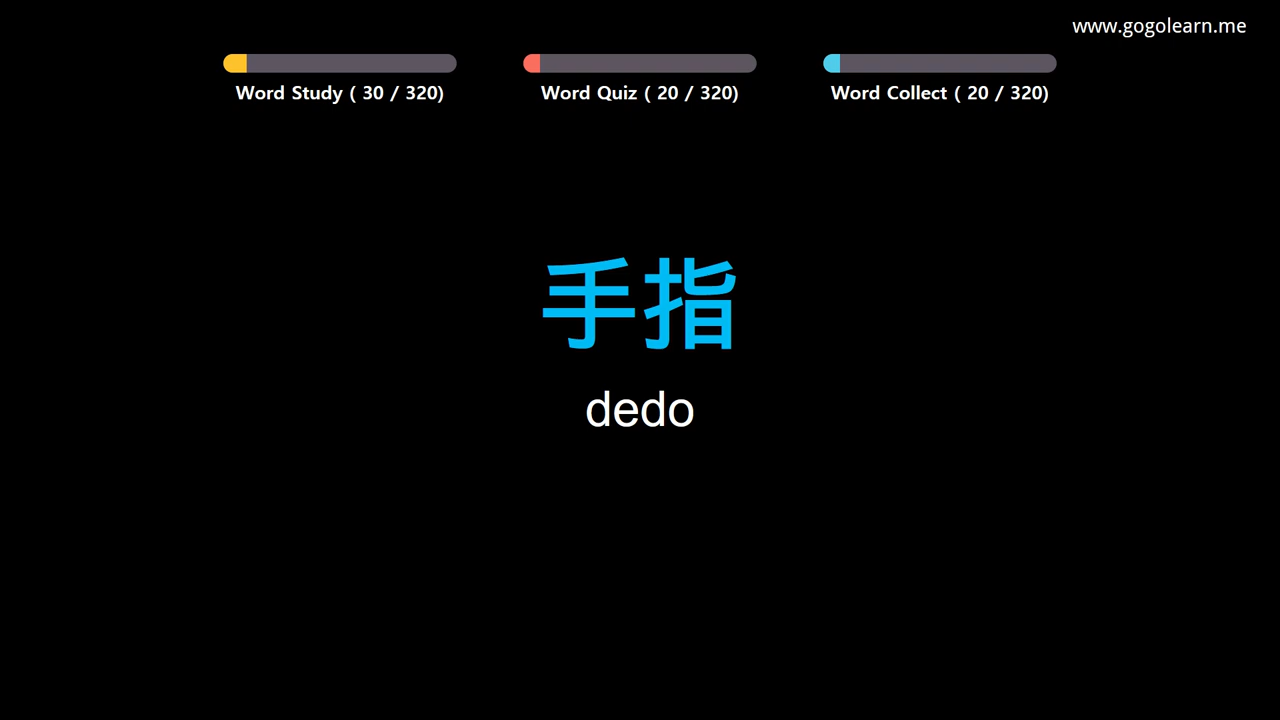 www.gogolearn.me
Word Study ( 30 / 320)
Word Quiz ( 20 / 320)
Word Collect ( 20 / 320)
手指
dedo